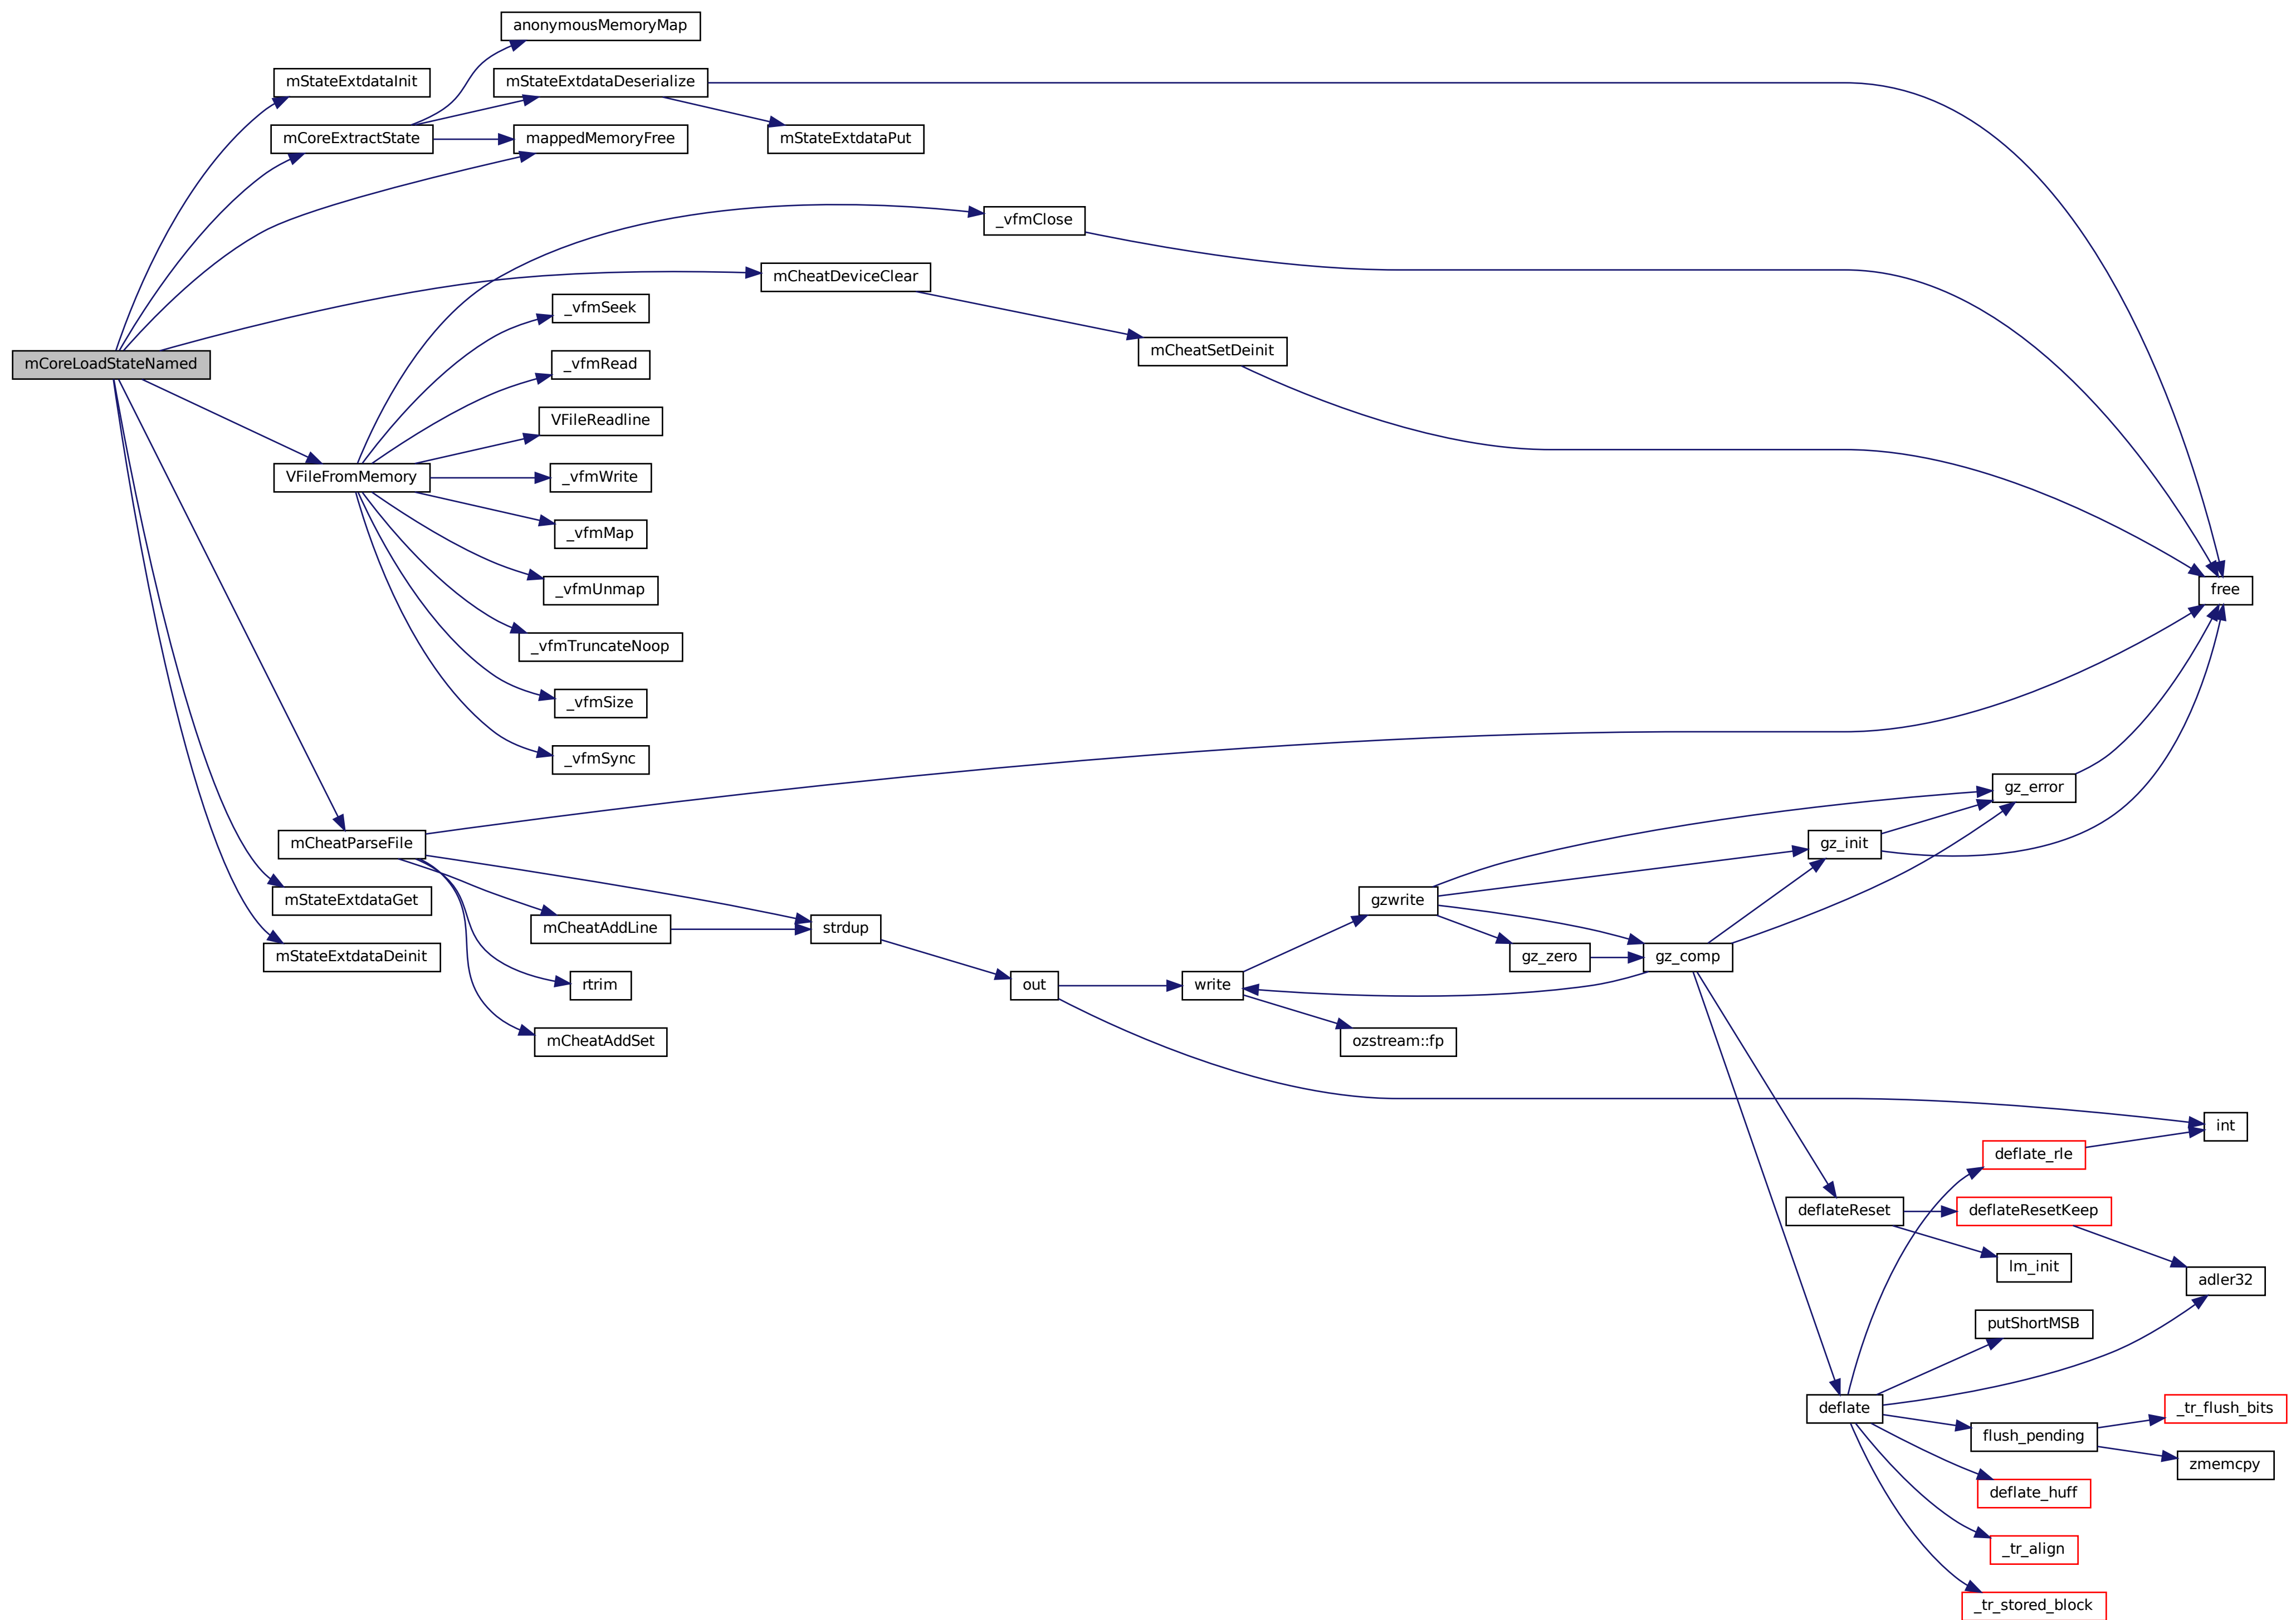 anonymousMemoryMap
mStateExtdataInit
mStateExtdataDeserialize
mCoreExtractState
mappedMemoryFree
mStateExtdataPut
_vfmClose
mCheatDeviceClear
_vfmSeek
mCheatSetDeinit
mCoreLoadStateNamed
_vfmRead
VFileReadline
VFileFromMemory
_vfmWrite
_vfmMap
_vfmUnmap
free
_vfmTruncateNoop
_vfmSize
_vfmSync
gz_error
mCheatParseFile
gz_init
mStateExtdataGet
gzwrite
mCheatAddLine
strdup
mStateExtdataDeinit
gz_zero
gz_comp
rtrim
out
write
mCheatAddSet
ozstream::fp
int
deflate_rle
deflateReset
deflateResetKeep
lm_init
adler32
putShortMSB
deflate
_tr_flush_bits
flush_pending
zmemcpy
deflate_huff
_tr_align
_tr_stored_block